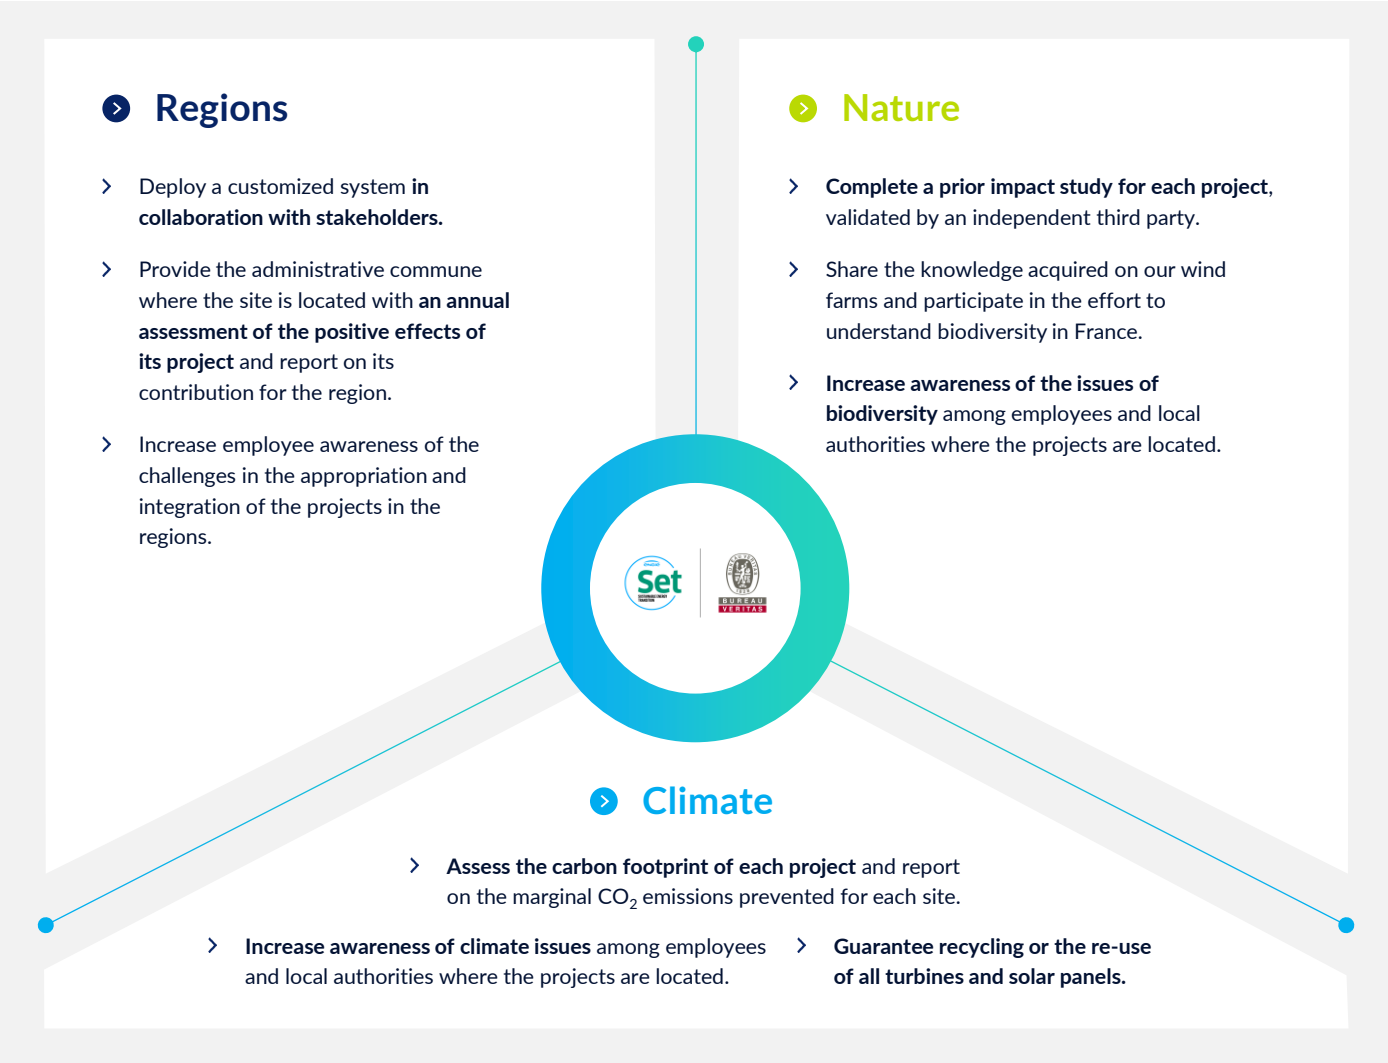 Regions
Deploy a customized system in
collaboration with stakeholders.
Provide the administrative commune
where the site is located with an annual
assessment of the positive effects of
its project and report on its
contribution for the region.
Increase employee awareness of the
challenges in the appropriation and
integration of the projects in the
regions.
Nature
Complete a prior impact study for each project,
validated by an independent third party.
Share the knowledge acquired on our wind
farms and participate in the effort to
understand biodiversity in France.
Increase awareness of the issues of
biodiversity among employees and local
authorities where the projects are located.
Set
SUSTAINABLE ENERGY
TRANSITION
BUREAU VERITAS
1828
BUREAU
VERITAS
Climate
Assess the carbon footprint of each project and report
on the marginal CO₂ emissions prevented for each site.
Increase awareness of climate issues among employees
and local authorities where the projects are located.
Guarantee recycling or the re-use
of all turbines and solar panels.